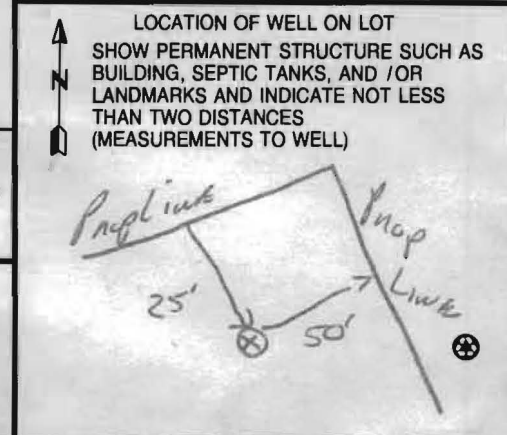 LOCATION OF WELL ON LOT
SHOW PERMANENT STRUCTURE SUCH AS
BUILDING, SEPTIC TANKS, AND /OR
LANDMARKS AND INDICATE NOT LESS
THAN TWO DISTANCES
(MEASUREMENTS TO WELL)
N
Prop Line
Prop
Line
25'
50'